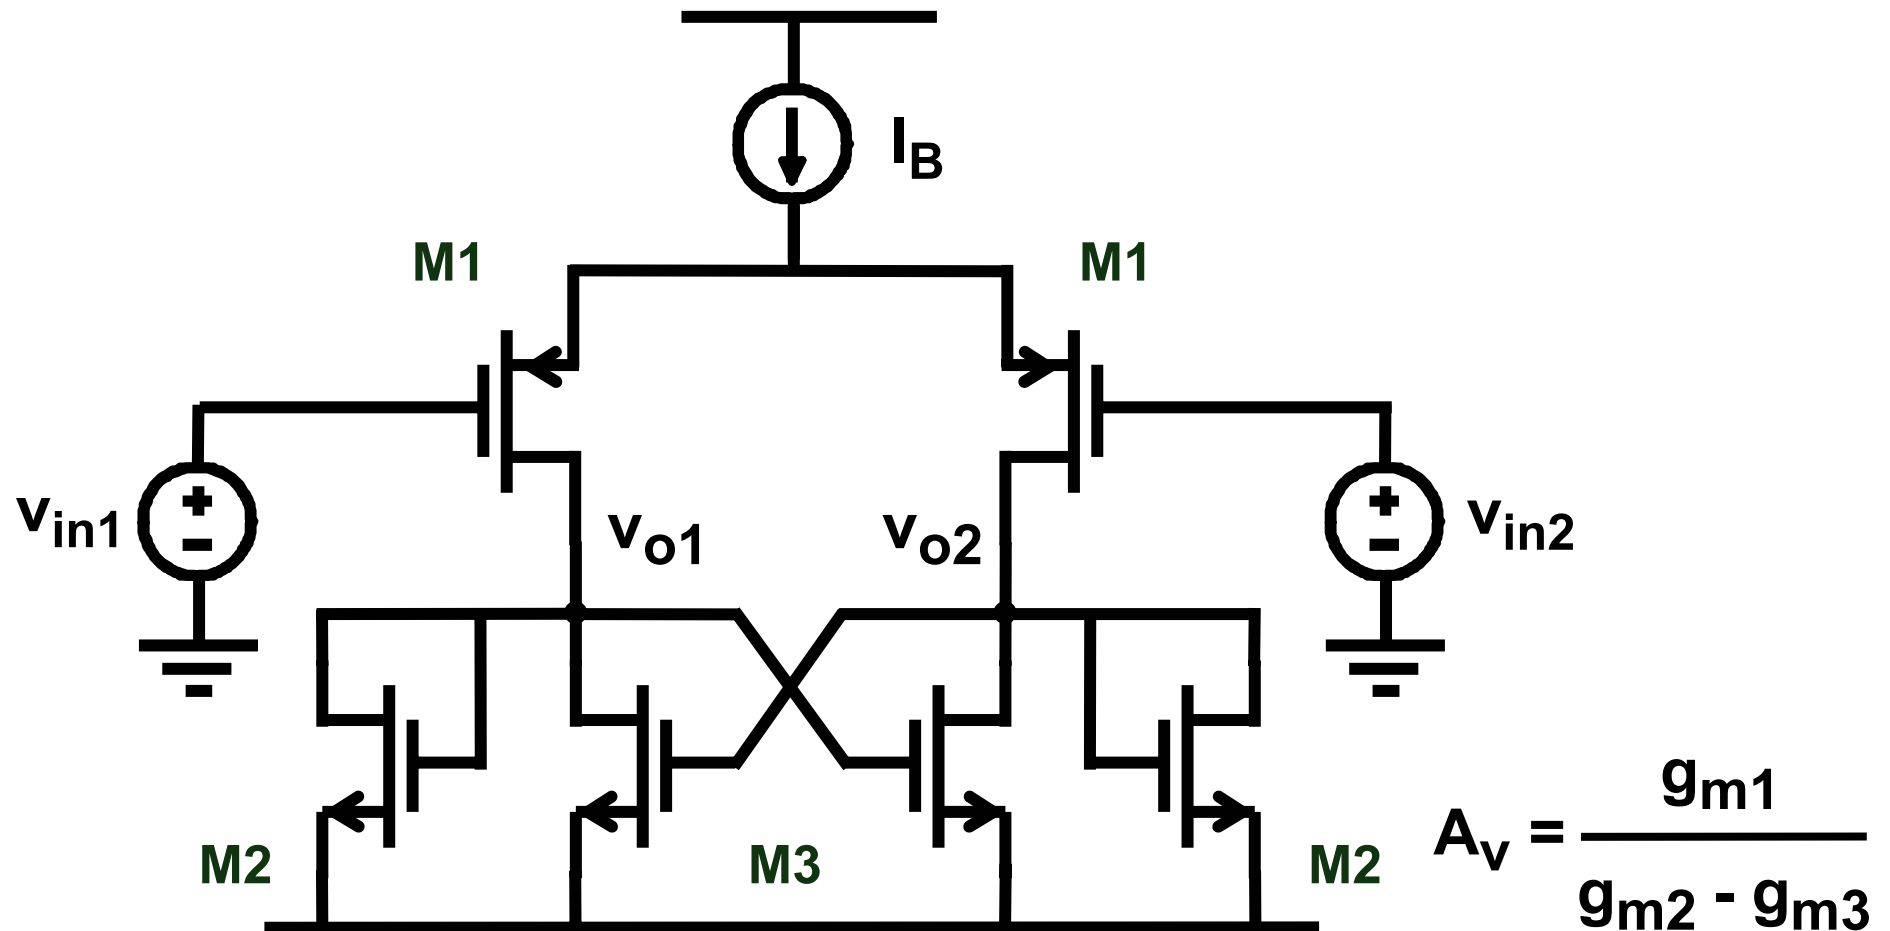 I_B
M1 M1
+ +
v_in1 - v_o1 v_o2 - v_in2
M2 M3 M2
A_v = g_m1 / (g_m2 - g_m3)